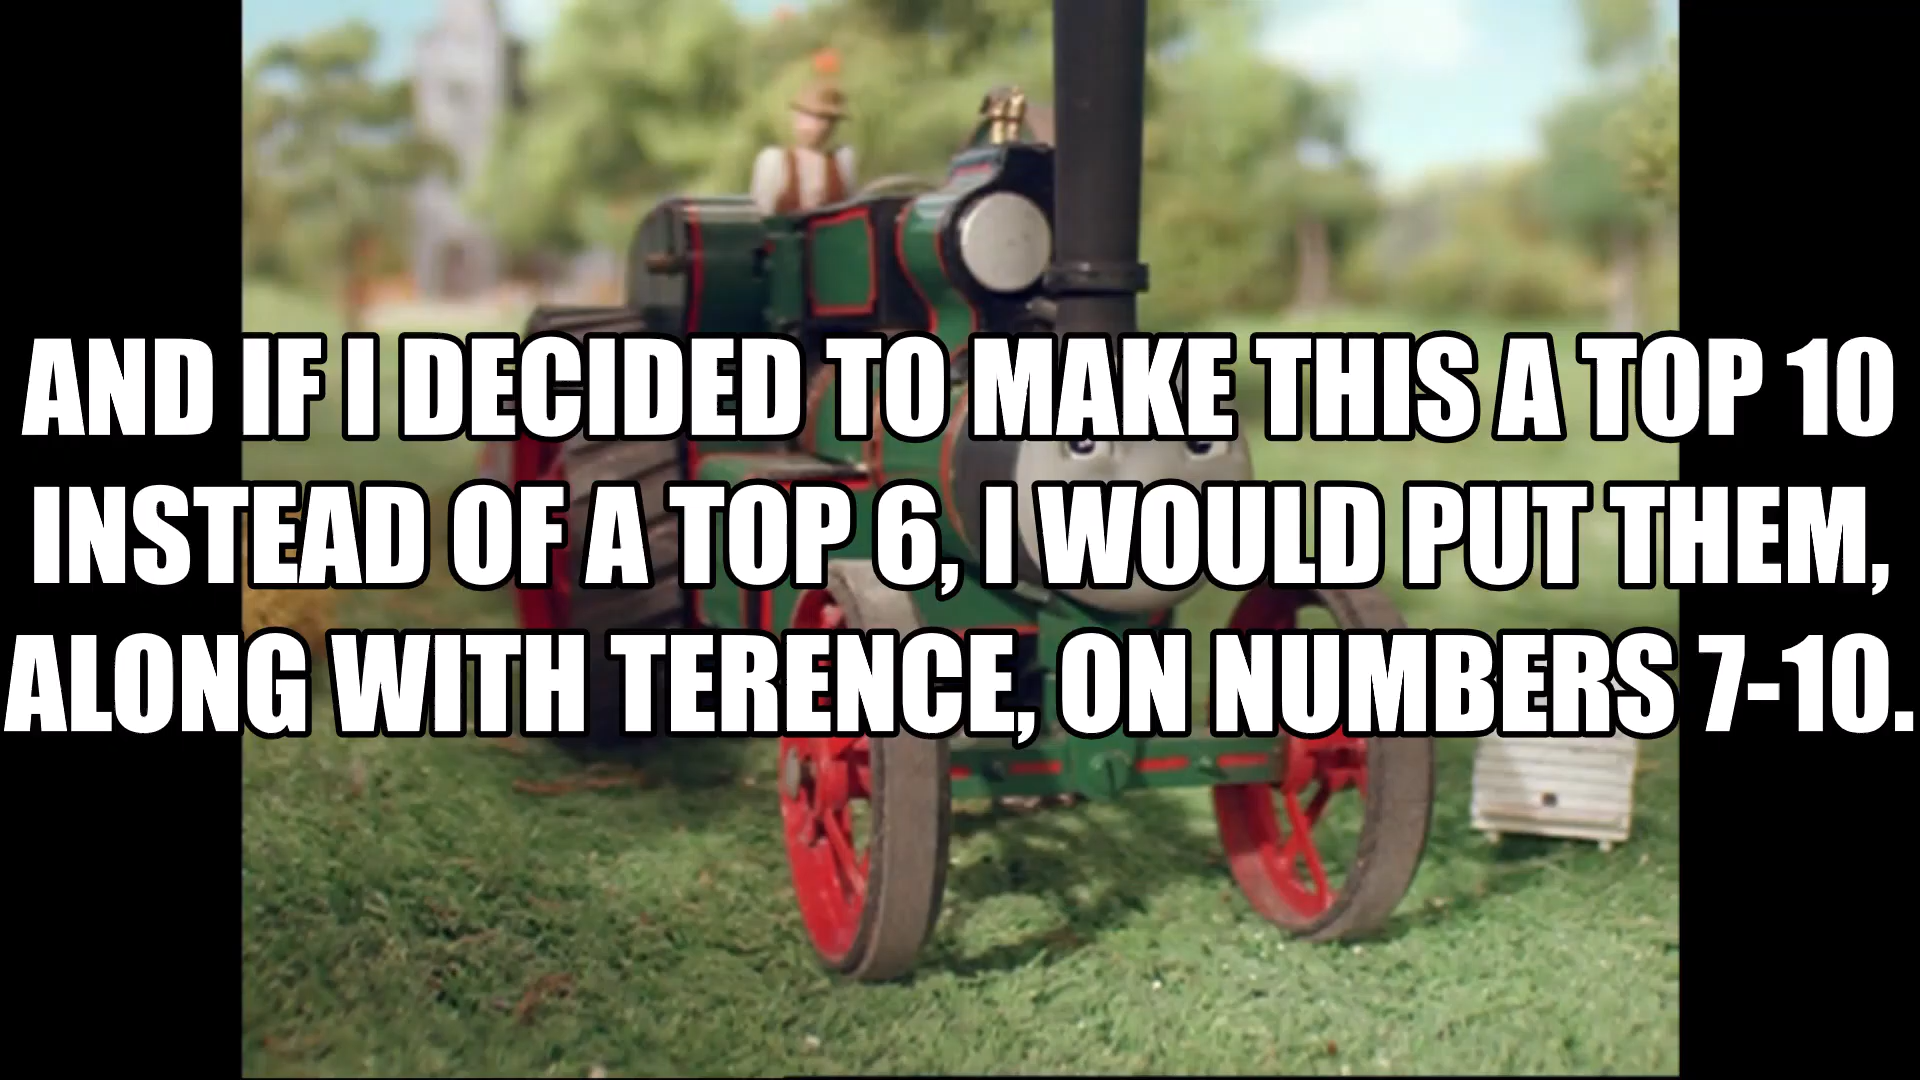 AND IF I DECIDED TO MAKE THIS A TOP 10
INSTEAD OF A TOP 6, I WOULD PUT THEM,
ALONG WITH TERENCE, ON NUMBERS 7-10.